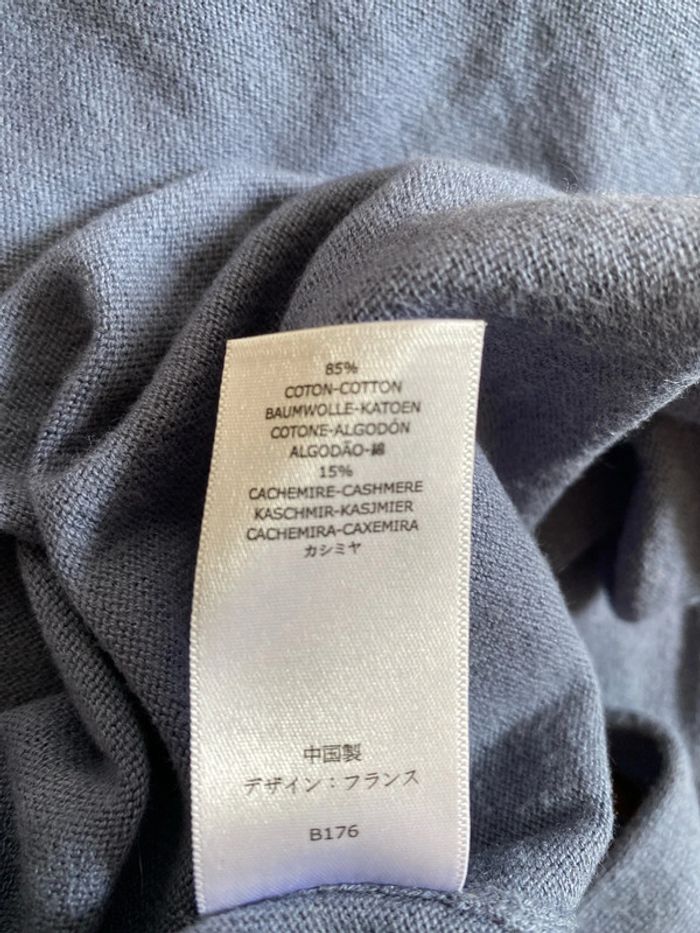 85%
COTON-COTTON
BAUMWOLLE-KATOEN
COTONE-ALGODÓN
ALGODÃO-綿
15%
CACHEMIRE-CASHMERE
KASCHMIR-KASJMIER
CACHEMIRA-CAXEMIRA
カシミヤ
中国製
デザイン：フランス
B176